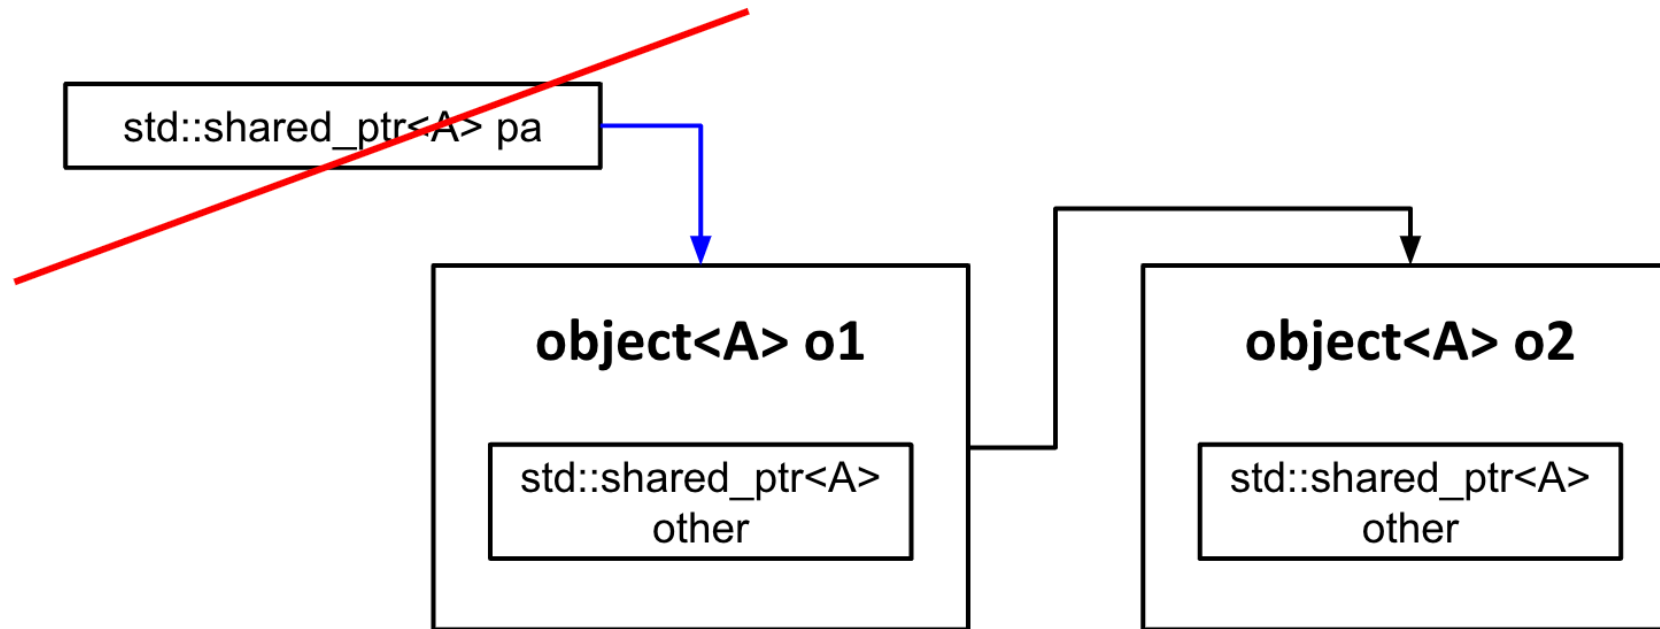 std::shared_ptr<A> pa
object<A> o1
object<A> o2
std::shared_ptr<A>
other
std::shared_ptr<A>
other